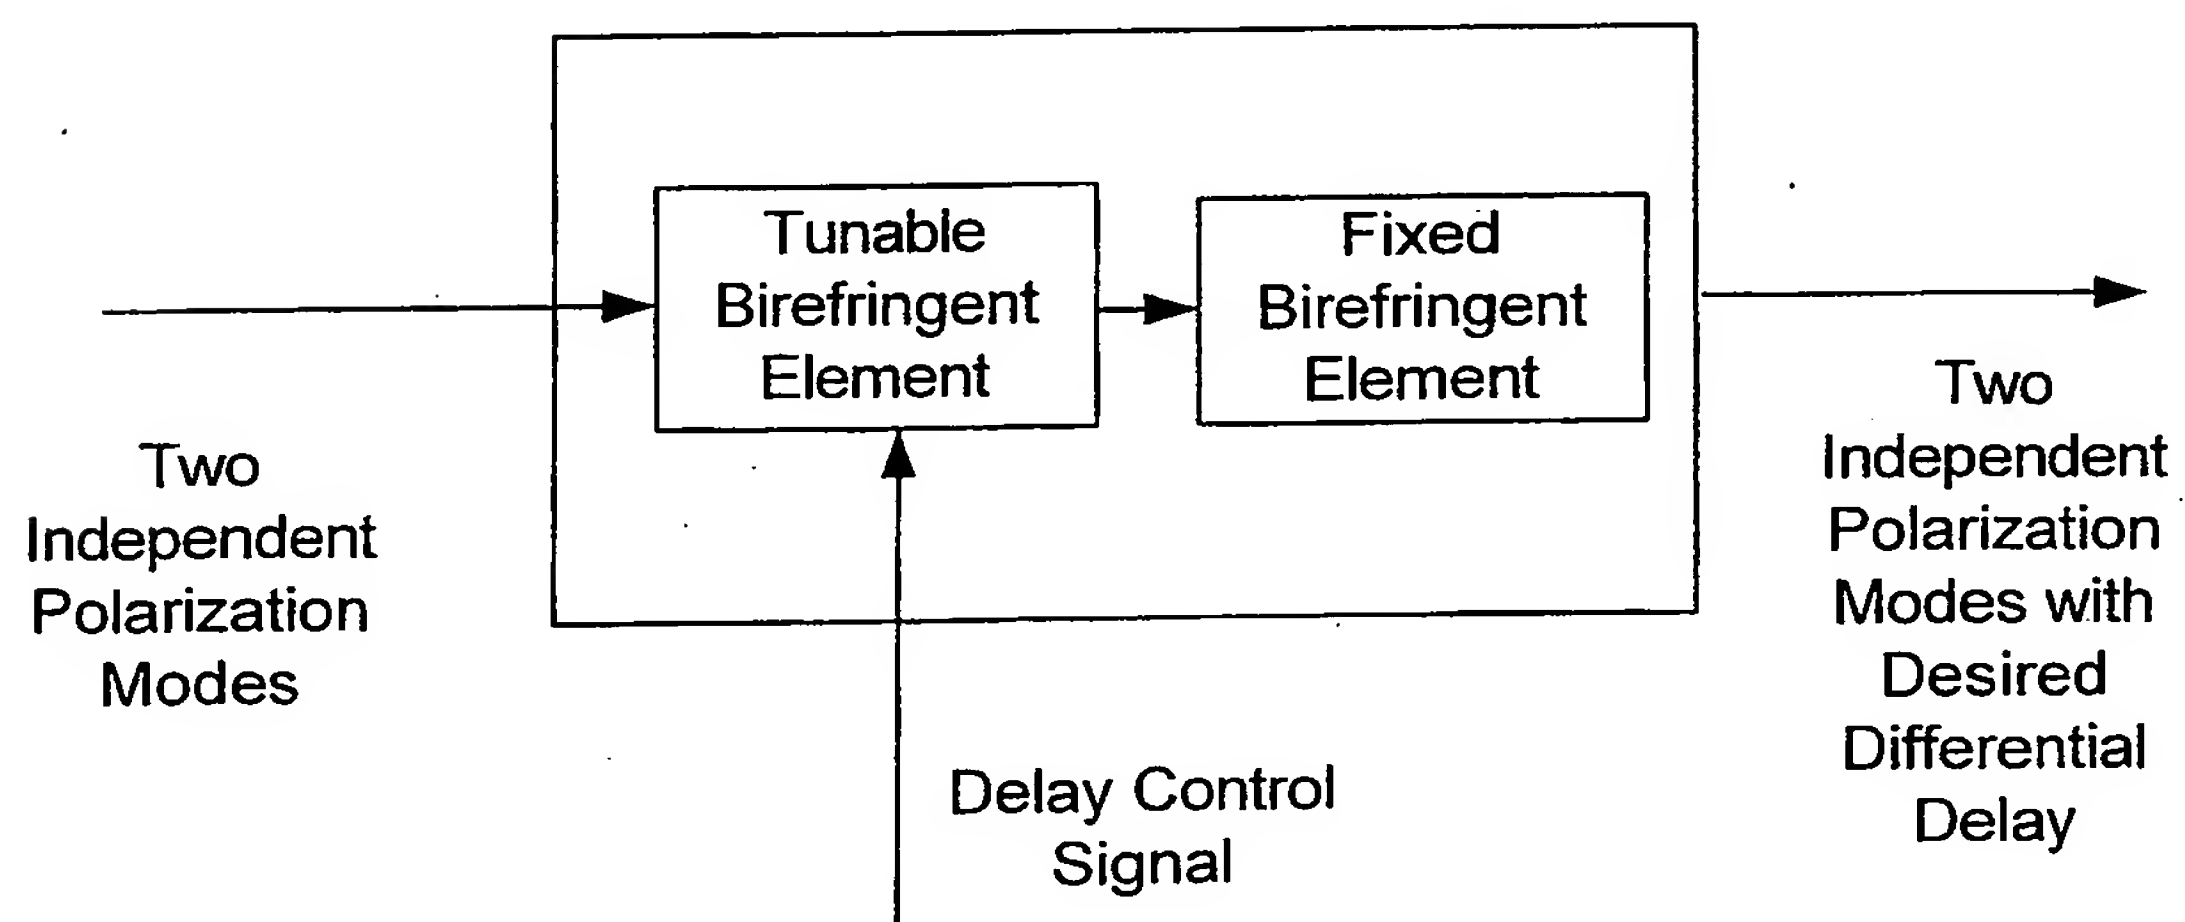 Tunable
Birefringent
Element
Fixed
Birefringent
Element
Two
Independent
Polarization
Modes
Two
Independent
Polarization
Modes with
Desired
Differential
Delay
Delay Control
Signal